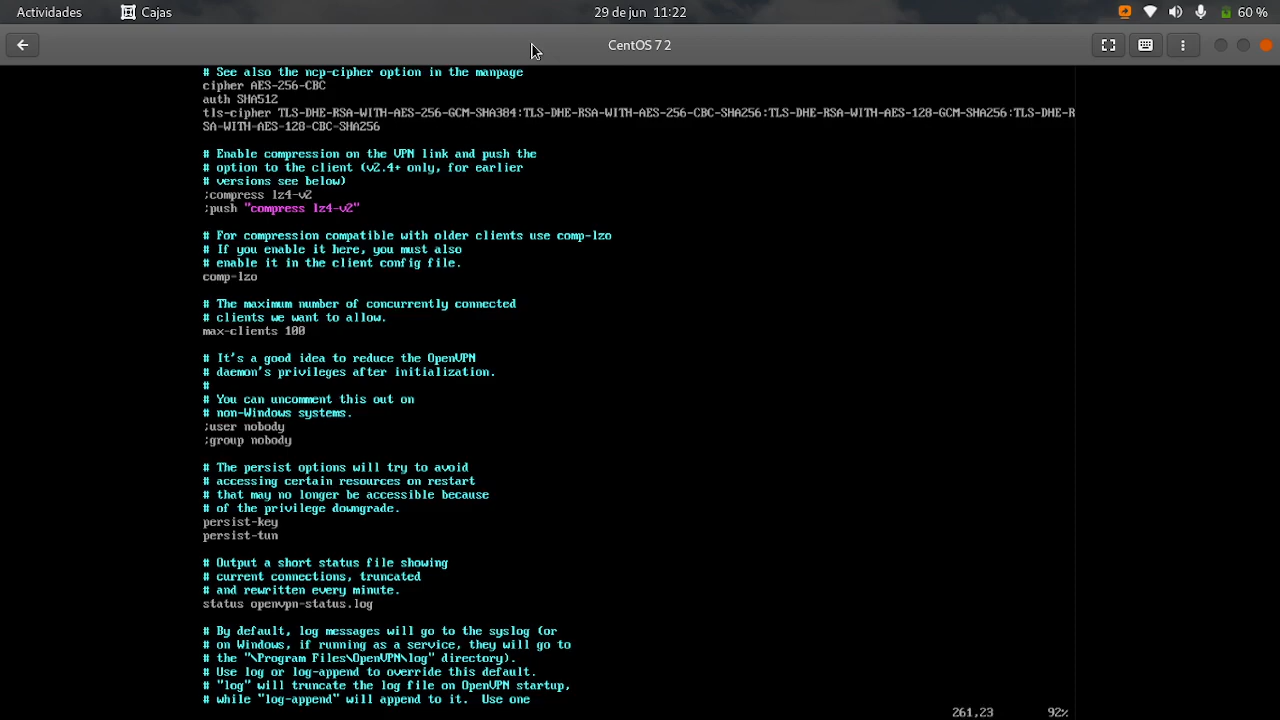 Actividades Cajas 29 de jun 11:22 60 %
CentOS 7 2
# See also the ncp-cipher option in the manpage
cipher AES-256-CBC
auth SHA512
tls-cipher TLS-DHE-RSA-WITH-AES-256-GCM-SHA384:TLS-DHE-RSA-WITH-AES-256-CBC-SHA256:TLS-DHE-RSA-WITH-AES-128-GCM-SHA256:TLS-DHE-R
SA-WITH-AES-128-CBC-SHA256
# Enable compression on the VPN link and push the
# option to the client (v2.4+ only, for earlier
# versions see below)
;compress lz4-v2
;push "compress lz4-v2"
# For compression compatible with older clients use comp-lzo
# If you enable it here, you must also
# enable it in the client config file.
comp-lzo
# The maximum number of concurrently connected
# clients we want to allow.
max-clients 100
# It's a good idea to reduce the OpenVPN
# daemon's privileges after initialization.
#
# You can uncomment this out on
# non-Windows systems.
;user nobody
;group nobody
# The persist options will try to avoid
# accessing certain resources on restart
# that may no longer be accessible because
# of the privilege downgrade.
persist-key
persist-tun
# Output a short status file showing
# current connections, truncated
# and rewritten every minute.
status openvpn-status.log
# By default, log messages will go to the syslog (or
# on Windows, if running as a service, they will go to
# the "\Program Files\OpenVPN\log" directory).
# Use log or log-append to override this default.
# "log" will truncate the log file on OpenVPN startup,
# while "log-append" will append to it.  Use one
261,23 92%